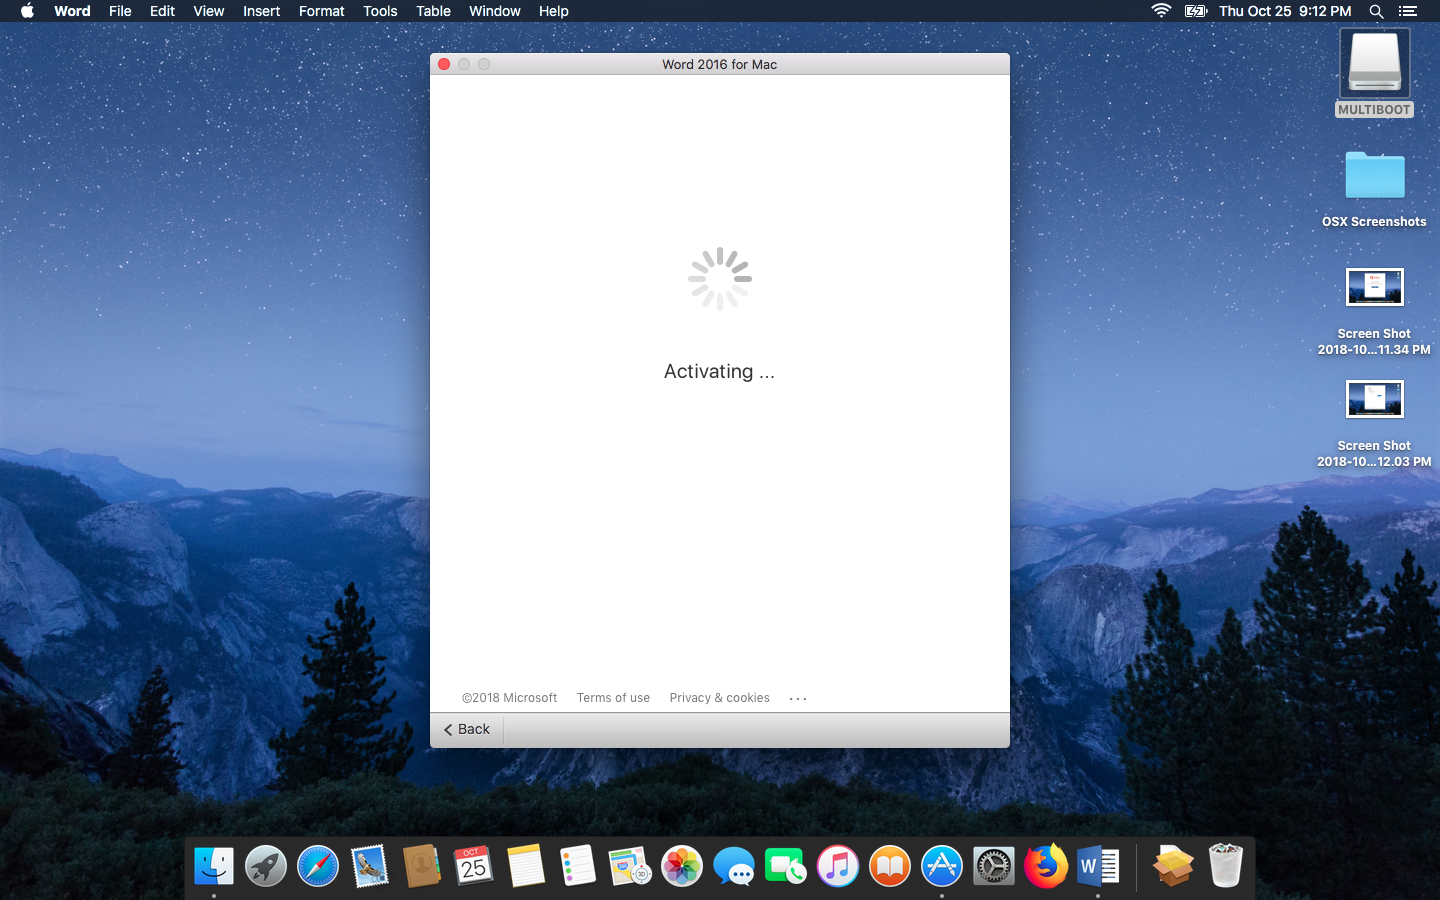 Word File Edit View Insert Format Tools Table Window Help
Thu Oct 25 9:12 PM
Word 2016 for Mac
Activating ...
©2018 Microsoft Terms of use Privacy & cookies ...
Back
MULTIBOOT
OSX Screenshots
Screen Shot
2018-10...11.34 PM
Screen Shot
2018-10...12.03 PM
OCT
25
3D
W